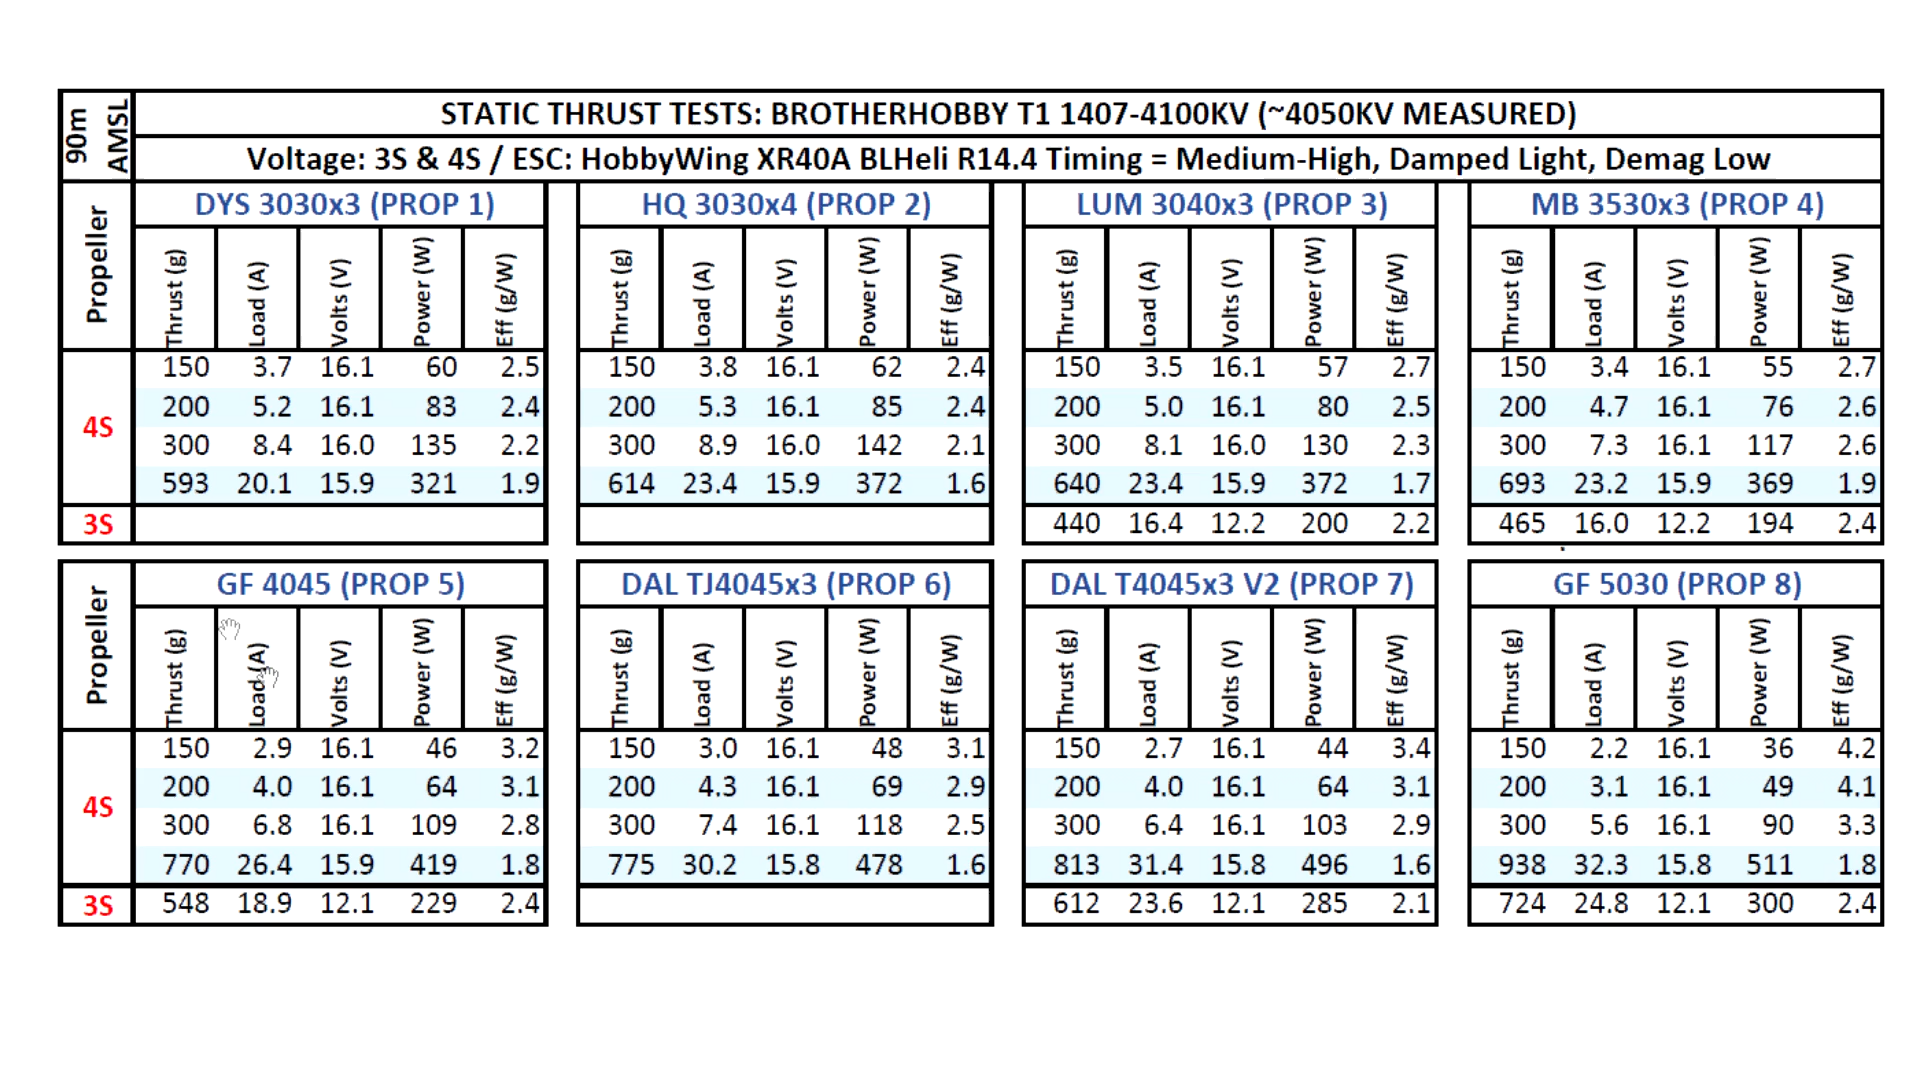 90m AMSL
STATIC THRUST TESTS: BROTHERHOBBY T1 1407-4100KV (~4050KV MEASURED)
Voltage: 3S & 4S / ESC: HobbyWing XR40A BLHeli R14.4 Timing = Medium-High, Damped Light, Demag Low
Propeller DYS 3030x3 (PROP 1) HQ 3030x4 (PROP 2) LUM 3040x3 (PROP 3) MB 3530x3 (PROP 4)
Thrust (g) Load (A) Volts (V) Power (W) Eff (g/W) Thrust (g) Load (A) Volts (V) Power (W) Eff (g/W) Thrust (g) Load (A) Volts (V) Power (W) Eff (g/W) Thrust (g) Load (A) Volts (V) Power (W) Eff (g/W)
4S
150 3.7 16.1 60 2.5 150 3.8 16.1 62 2.4 150 3.5 16.1 57 2.7 150 3.4 16.1 55 2.7
200 5.2 16.1 83 2.4 200 5.3 16.1 85 2.4 200 5.0 16.1 80 2.5 200 4.7 16.1 76 2.6
300 8.4 16.0 135 2.2 300 8.9 16.0 142 2.1 300 8.1 16.0 130 2.3 300 7.3 16.1 117 2.6
593 20.1 15.9 321 1.9 614 23.4 15.9 372 1.6 640 23.4 15.9 372 1.7 693 23.2 15.9 369 1.9
3S 440 16.4 12.2 200 2.2 465 16.0 12.2 194 2.4
Propeller GF 4045 (PROP 5) DAL TJ4045x3 (PROP 6) DAL T4045x3 V2 (PROP 7) GF 5030 (PROP 8)
Thrust (g) Load (A) Volts (V) Power (W) Eff (g/W) Thrust (g) Load (A) Volts (V) Power (W) Eff (g/W) Thrust (g) Load (A) Volts (V) Power (W) Eff (g/W) Thrust (g) Load (A) Volts (V) Power (W) Eff (g/W)
4S
150 2.9 16.1 46 3.2 150 3.0 16.1 48 3.1 150 2.7 16.1 44 3.4 150 2.2 16.1 36 4.2
200 4.0 16.1 64 3.1 200 4.3 16.1 69 2.9 200 4.0 16.1 64 3.1 200 3.1 16.1 49 4.1
300 6.8 16.1 109 2.8 300 7.4 16.1 118 2.5 300 6.4 16.1 103 2.9 300 5.6 16.1 90 3.3
770 26.4 15.9 419 1.8 775 30.2 15.8 478 1.6 813 31.4 15.8 496 1.6 938 32.3 15.8 511 1.8
3S 548 18.9 12.1 229 2.4 612 23.6 12.1 285 2.1 724 24.8 12.1 300 2.4